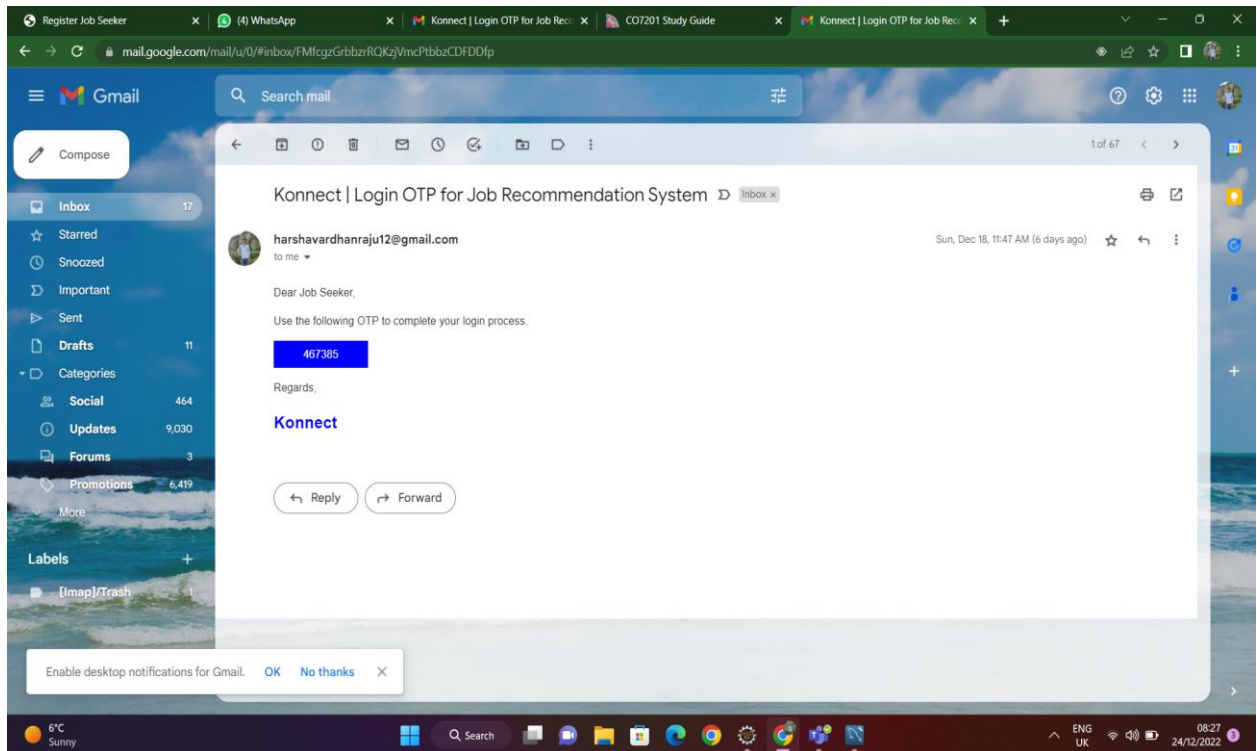 Register Job Seeker
(4) WhatsApp
Konnect | Login OTP for Job Reco
CO7201 Study Guide
Konnect | Login OTP for Job Reco
mail.google.com/mail/u/0/#inbox/FMfcgzGrbbzrRQKzjVmcPtbbzCDFDDfp
Gmail
Search mail
Compose
1 of 67
Inbox 17
Starred
Snoozed
Important
Sent
Drafts 11
Categories
Social 464
Updates 9,030
Forums 3
Promotions 6,419
More
Labels
[Imap]/Trash 1
Konnect | Login OTP for Job Recommendation System Inbox x
harshavardhanraju12@gmail.com
Sun, Dec 18, 11:47 AM (6 days ago)
to me
Dear Job Seeker,
Use the following OTP to complete your login process.
467385
Regards,
Konnect
Reply
Forward
31
Enable desktop notifications for Gmail. OK No thanks
6°C
Sunny
Search
ENG
UK
08:27
24/12/2022
3